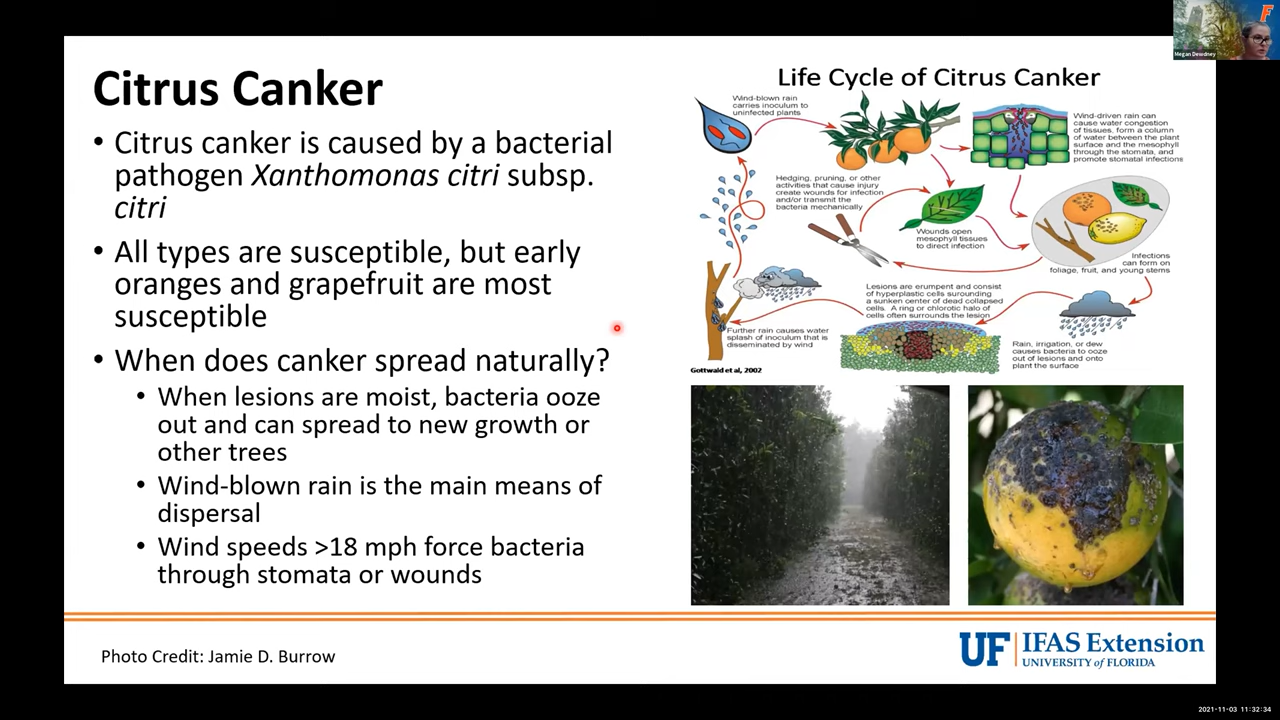 Citrus Canker
• Citrus canker is caused by a bacterial
pathogen Xanthomonas citri subsp.
citri
• All types are susceptible, but early
oranges and grapefruit are most
susceptible
• When does canker spread naturally?
• When lesions are moist, bacteria ooze
out and can spread to new growth or
other trees
• Wind-blown rain is the main means of
dispersal
• Wind speeds >18 mph force bacteria
through stomata or wounds
Life Cycle of Citrus Canker
Wind-blown rain
carries inoculum to
uninfected plants
Wind-driven rain can
cause water congestion
of tissues, form a column
of water between the plant
surface and the mesophyll
through the stomata, and
promote stomatal infections
Hedging, pruning, or other
activities that cause injury
create wounds for infection
and/or transmit the
bacteria mechanically
Wounds open
mesophyll tissues
to direct infection
Infections
can form on
foliage, fruit, and young stems
Lesions are erumpent and consist
of hyperplastic cells surrounding
a sunken center of dead collapsed
cells. A ring or chlorotic halo of
cells often surrounds the lesion
Further rain causes water
splash of inoculum that is
disseminated by wind
Rain, irrigation, or dew
causes bacteria to ooze
out of lesions and onto
plant the surface
Gottwald et al, 2002
Photo Credit: Jamie D. Burrow
UF IFAS Extension
UNIVERSITY of FLORIDA
F
Megan Dewdney
2021-11-03 11:32:34